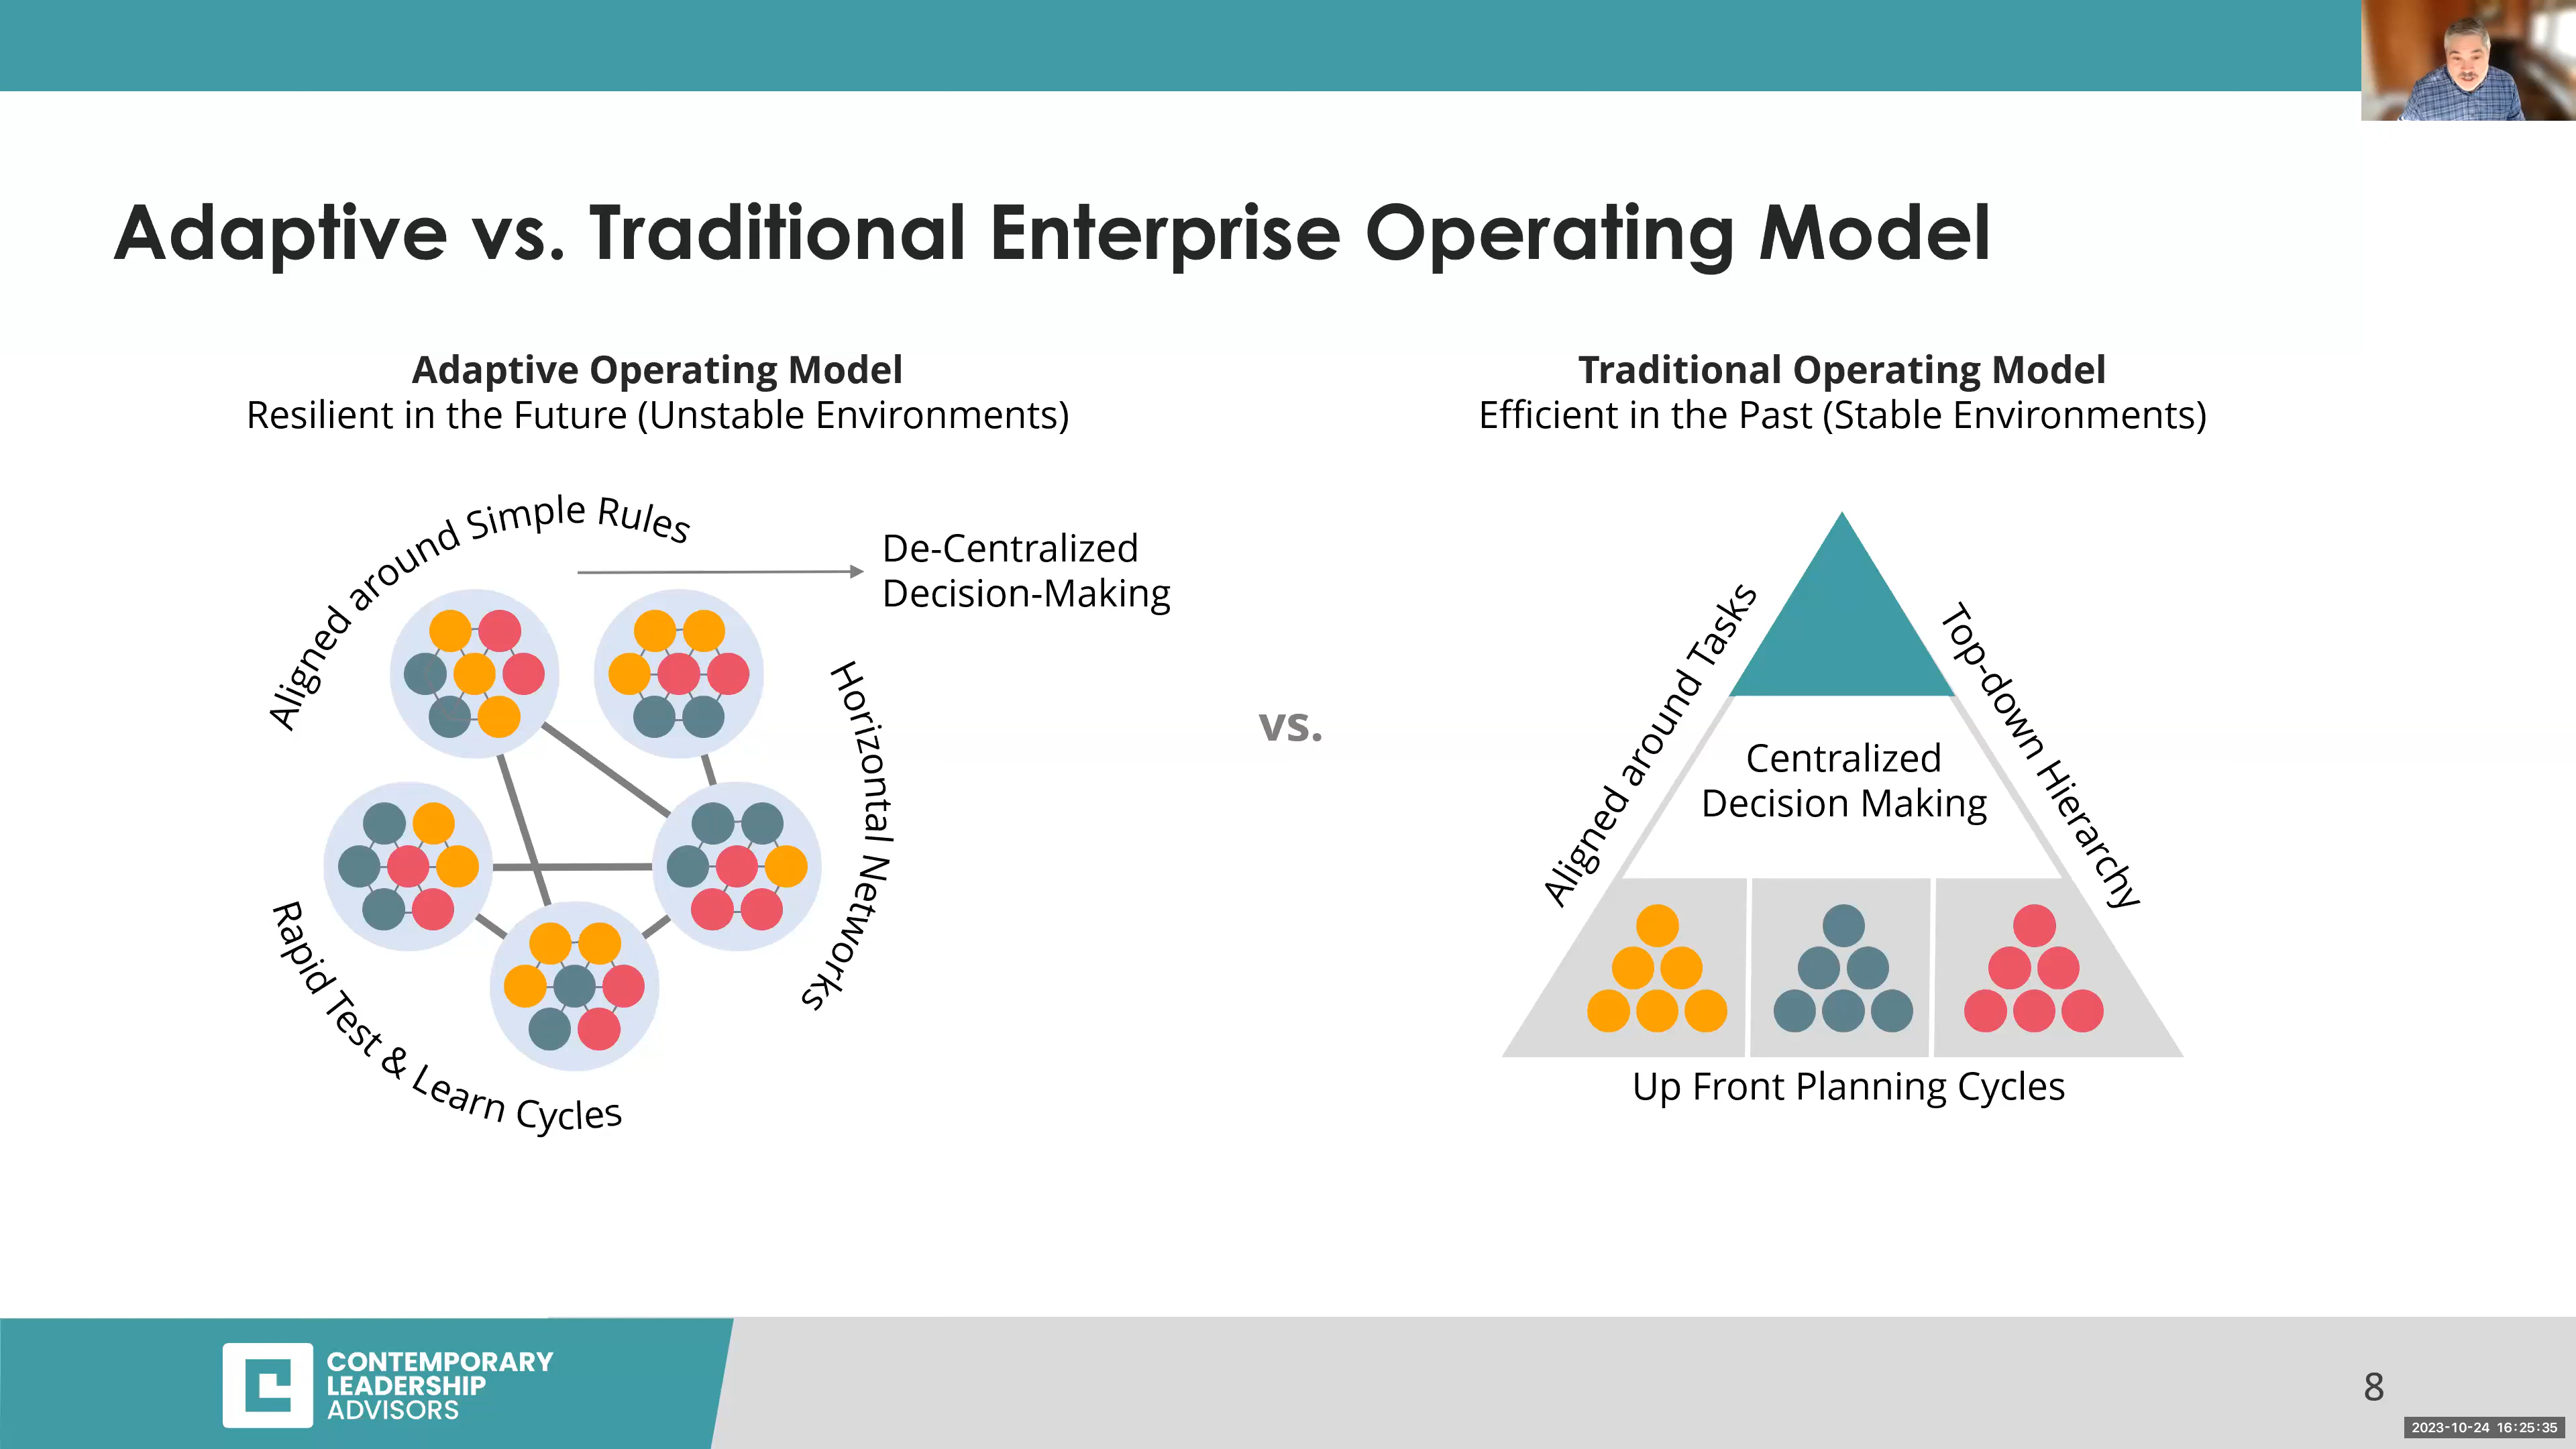 Adaptive vs. Traditional Enterprise Operating Model
Adaptive Operating Model
Resilient in the Future (Unstable Environments)
Aligned around Simple Rules
De-Centralized
Decision-Making
Horizontal Networks
Rapid Test & Learn Cycles
vs.
Traditional Operating Model
Efficient in the Past (Stable Environments)
Aligned around Tasks
Top-down Hierarchy
Centralized
Decision Making
Up Front Planning Cycles
CONTEMPORARY
LEADERSHIP
ADVISORS
8
2023-10-24 16:25:35